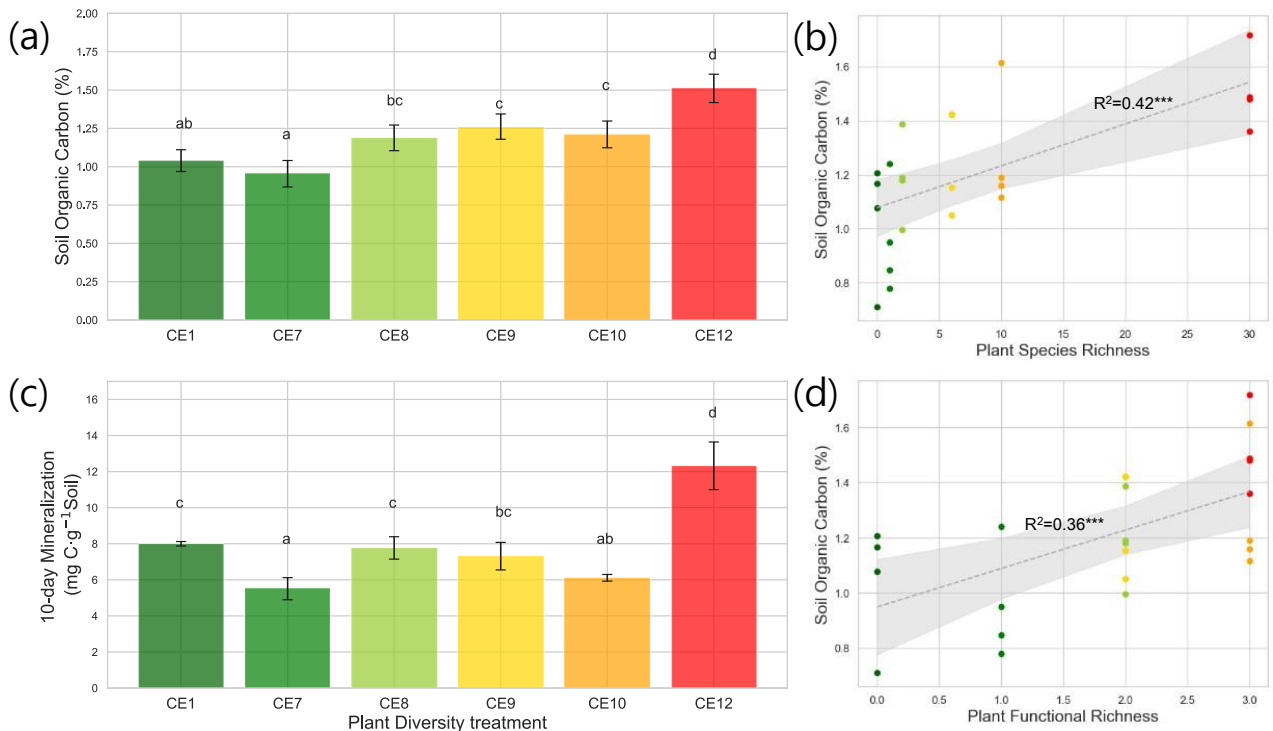 (a)
Soil Organic Carbon (%)
2.00
1.75
1.50
1.25
1.00
0.75
0.50
0.25
0.00
ab
a
bc
c
c
d
CE1 CE7 CE8 CE9 CE10 CE12
(b)
Soil Organic Carbon (%)
1.6
1.4
1.2
1.0
0.8
R²=0.42***
0 5 10 15 20 25 30
Plant Species Richness
(c)
10-day Mineralization
(mg C·g⁻¹Soil)
16
14
12
10
8
6
4
2
0
c
a
c
bc
ab
d
CE1 CE7 CE8 CE9 CE10 CE12
Plant Diversity treatment
(d)
Soil Organic Carbon (%)
1.6
1.4
1.2
1.0
0.8
R²=0.36***
0.0 0.5 1.0 1.5 2.0 2.5 3.0
Plant Functional Richness